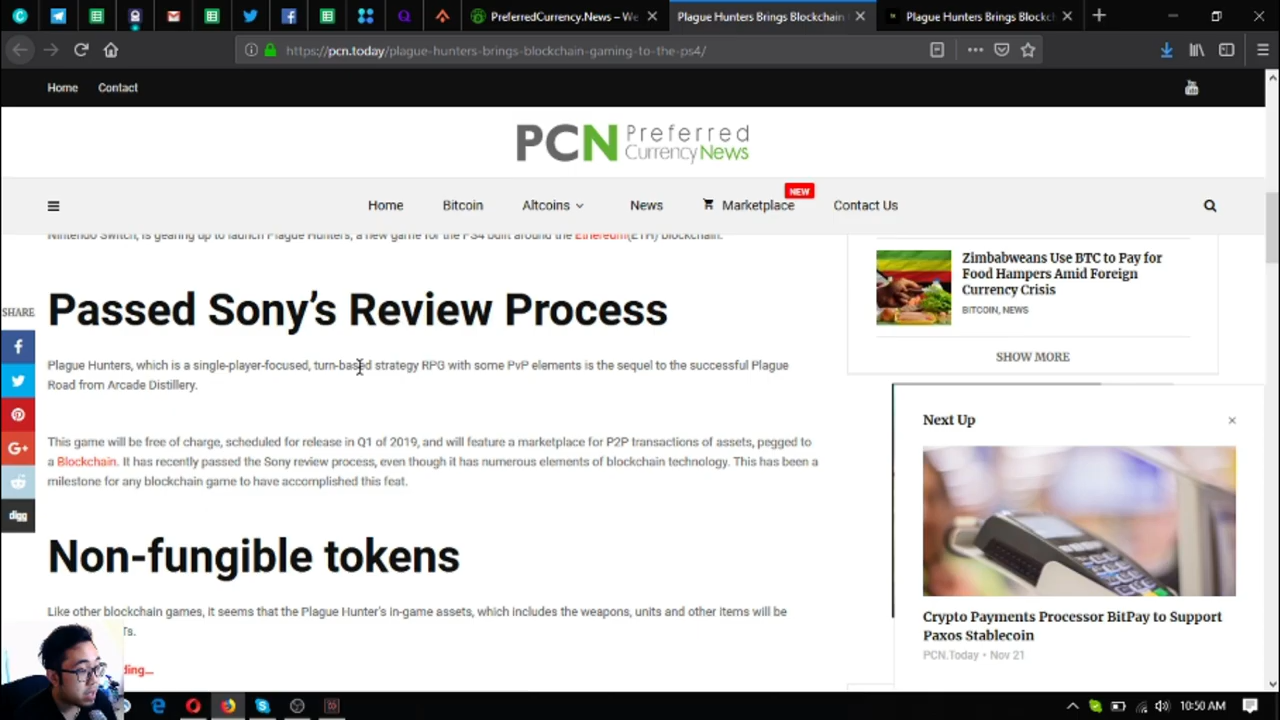 PreferredCurrency.News – We
Plague Hunters Brings Blockchain
Plague Hunters Brings Blockch
https://pcn.today/plague-hunters-brings-blockchain-gaming-to-the-ps4/
Home
Contact
PCN Preferred
CurrencyNews
Home
Bitcoin
Altcoins
News
Marketplace
NEW
Contact Us
Nintendo Switch, is gearing up to launch Plague Hunters, a new game for the PS4 built around the Ethereum(ETH) blockchain.
SHARE
Passed Sony's Review Process
Plague Hunters, which is a single-player-focused, turn-based strategy RPG with some PvP elements is the sequel to the successful Plague
Road from Arcade Distillery.
This game will be free of charge, scheduled for release in Q1 of 2019, and will feature a marketplace for P2P transactions of assets, pegged to
a Blockchain. It has recently passed the Sony review process, even though it has numerous elements of blockchain technology. This has been a
milestone for any blockchain game to have accomplished this feat.
digg
Non-fungible tokens
Like other blockchain games, it seems that the Plague Hunter's in-game assets, which includes the weapons, units and other items will be
Zimbabweans Use BTC to Pay for
Food Hampers Amid Foreign
Currency Crisis
BITCOIN, NEWS
SHOW MORE
Next Up
Crypto Payments Processor BitPay to Support
Paxos Stablecoin
PCN.Today • Nov 21
10:50 AM